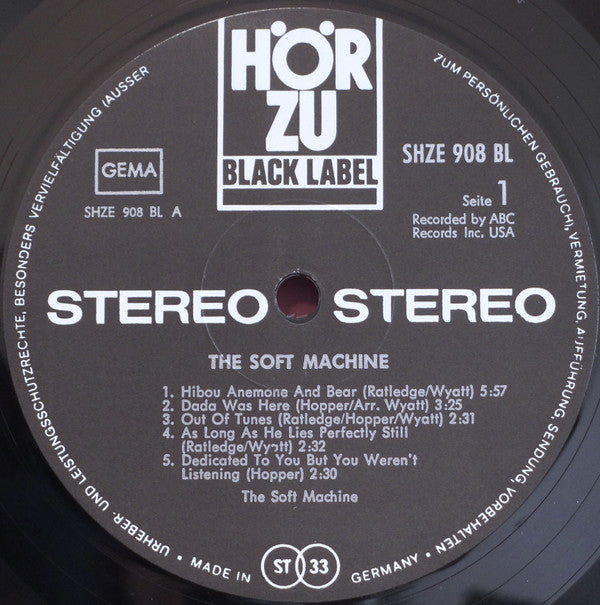 HÖR
ZU
BLACK LABEL
GEMA
SHZE 908 BL A
SHZE 908 BL
Seite 1
Recorded by ABC
Records Inc. USA
STEREO STEREO
THE SOFT MACHINE
1. Hibou Anemone And Bear (Ratledge/Wyatt) 5:57
2. Dada Was Here (Hopper/Arr. Wyatt) 3:25
3. Out Of Tunes (Ratledge/Hopper/Wyatt) 2:31
4. As Long As He Lies Perfectly Still
(Ratledge/Wyatt) 2:32
5. Dedicated To You But You Weren't
Listening (Hopper) 2:30
The Soft Machine
URHEBER- UND LEISTUNGSSCHUTZRECHTE, BESONDERS VERVIELFÄLTIGUNG (AUSSER
ZUM PERSÖNLICHEN GEBRAUCH), VERMIETUNG, AUFFÜHRUNG, SENDUNG, VORBEHALTEN •
• MADE IN ST 33 GERMANY •